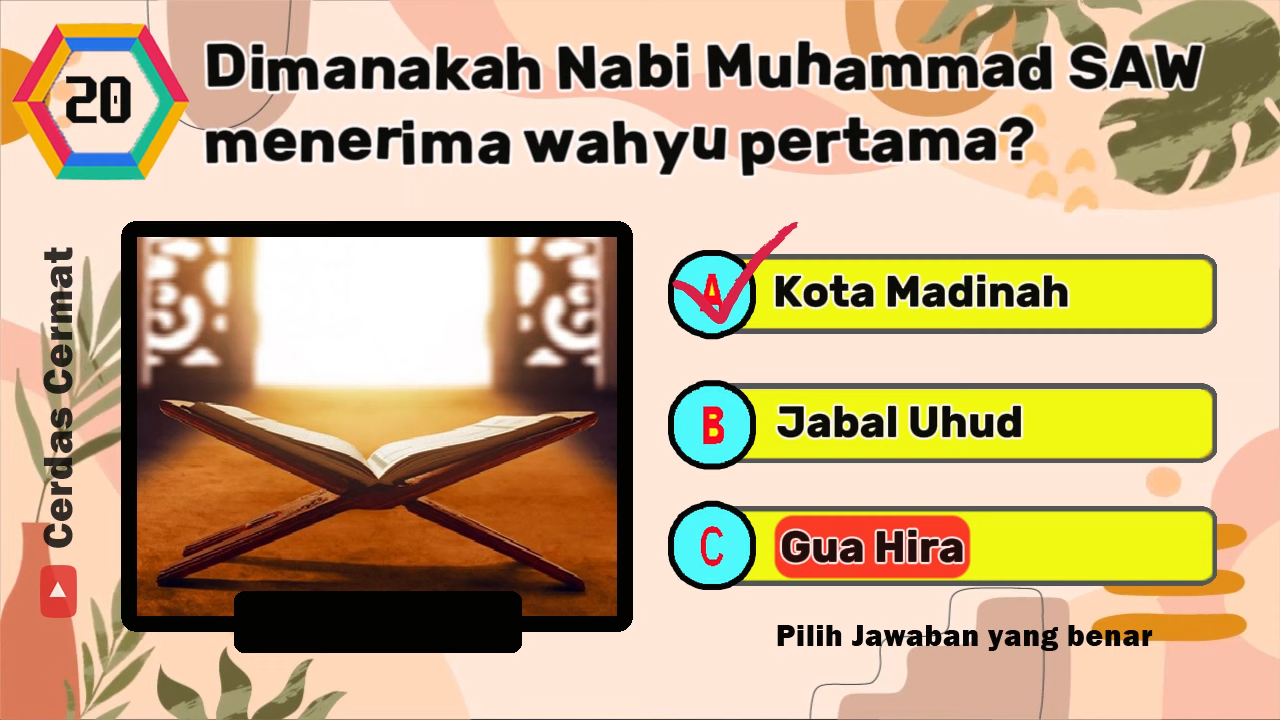 20
Dimanakah Nabi Muhammad SAW
menerima wahyu pertama?
Cerdas Cermat
A Kota Madinah
B Jabal Uhud
C Gua Hira
Pilih Jawaban yang benar